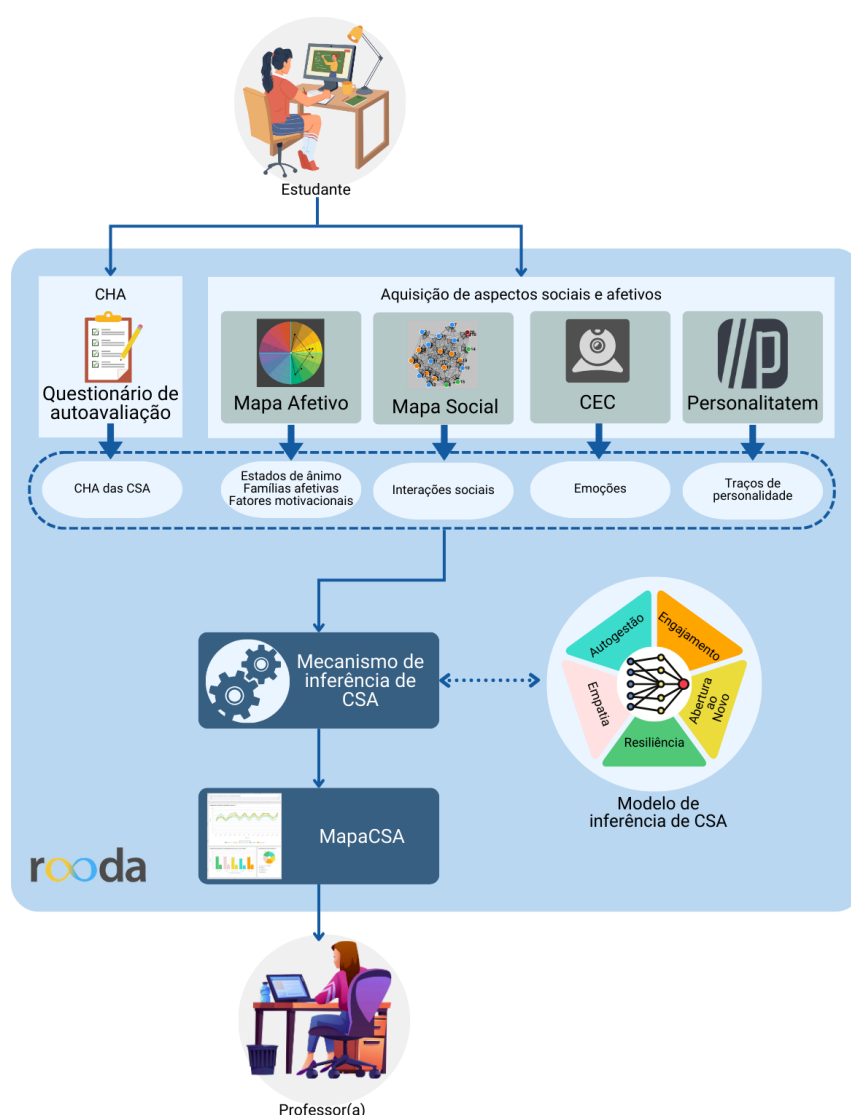 Estudante
CHA
Questionário de
autoavaliação
Aquisição de aspectos sociais e afetivos
Mapa Afetivo
Mapa Social
CEC
Personalitatem
CHA das CSA
Estados de ânimo
Famílias afetivas
Fatores motivacionais
Interações sociais
Emoções
Traços de
personalidade
Mecanismo de
inferência de
CSA
Autogestão
Engajamento
Empatia
Abertura
ao
Novo
Resiliência
Modelo de
inferência de CSA
MapaCSA
rooda
Professor(a)